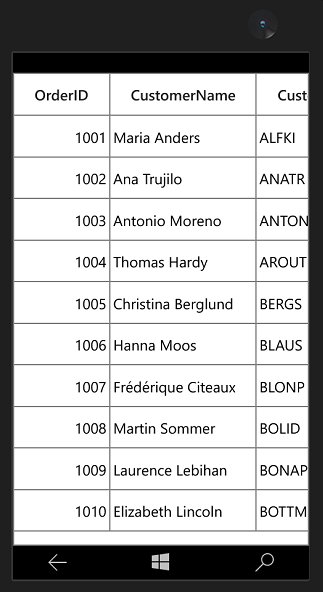 OrderID CustomerName Cust
1001 Maria Anders ALFKI
1002 Ana Trujilo ANATR
1003 Antonio Moreno ANTON
1004 Thomas Hardy AROUT
1005 Christina Berglund BERGS
1006 Hanna Moos BLAUS
1007 Frédérique Citeaux BLONP
1008 Martin Sommer BOLID
1009 Laurence Lebihan BONAP
1010 Elizabeth Lincoln BOTTM